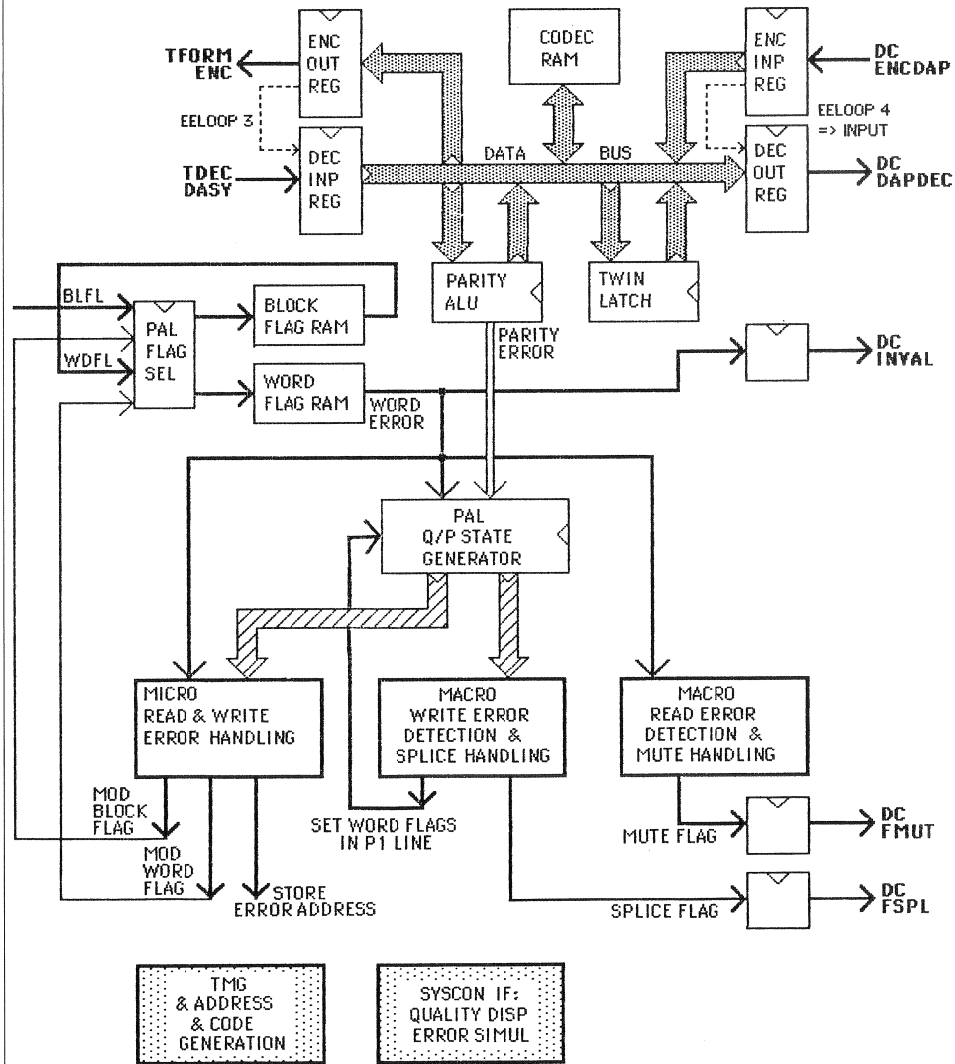 TFORM
ENC
ENC
OUT
REG
CODEC
RAM
ENC
INP
REG
DC
ENCDAP
EELOOP 3
EELOOP 4
=> INPUT
TDEC
DASY
DEC
INP
REG
DATA BUS
DEC
OUT
REG
DC
DAPDEC
PARITY
ALU
TWIN
LATCH
BLFL
PAL
FLAG
SEL
BLOCK
FLAG RAM
PARITY
ERROR
WDFL
WORD
FLAG RAM
WORD
ERROR
DC
INVAL
PAL
Q/P STATE
GENERATOR
MICRO
READ & WRITE
ERROR HANDLING
MACRO
WRITE ERROR
DETECTION &
SPLICE HANDLING
MACRO
READ ERROR
DETECTION &
MUTE HANDLING
MOD
BLOCK
FLAG
MOD
WORD
FLAG
STORE
ERROR ADDRESS
SET WORD FLAGS
IN P1 LINE
MUTE FLAG
DC
FMUT
SPLICE FLAG
DC
FSPL
TMG
& ADDRESS
& CODE
GENERATION
SYSCON IF:
QUALITY DISP
ERROR SIMUL